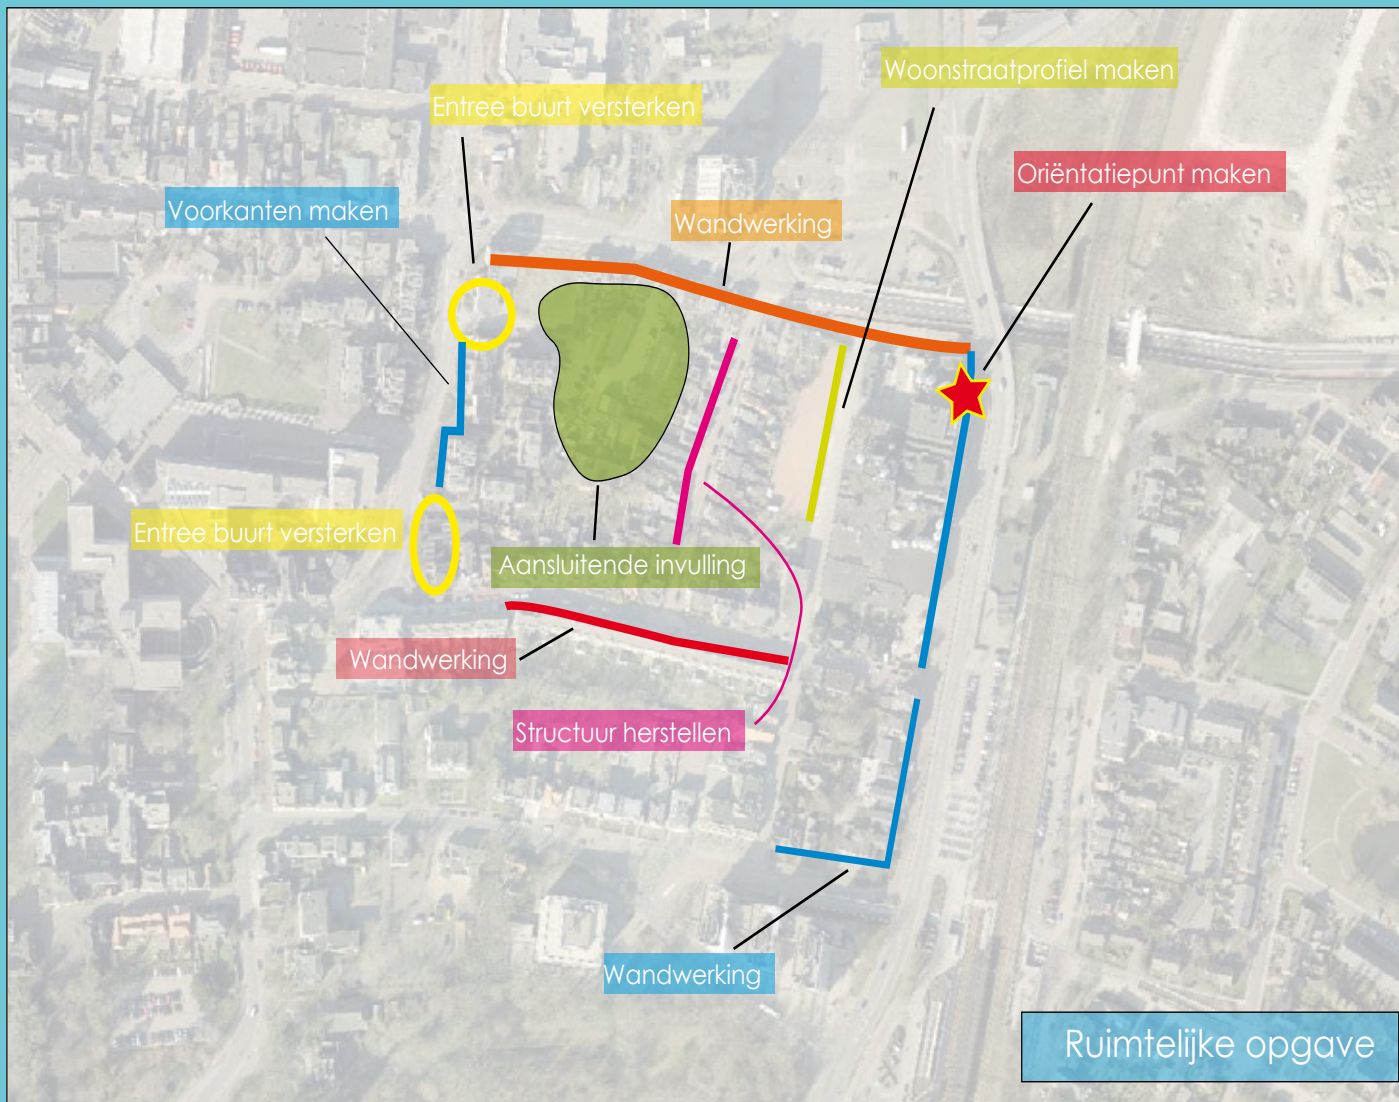 Woonstraatprofiel maken
Entree buurt versterken
Oriëntatiepunt maken
Voorkanten maken
Wandwerking
Entree buurt versterken
Aansluitende invulling
Wandwerking
Structuur herstellen
Wandwerking
Ruimtelijke opgave